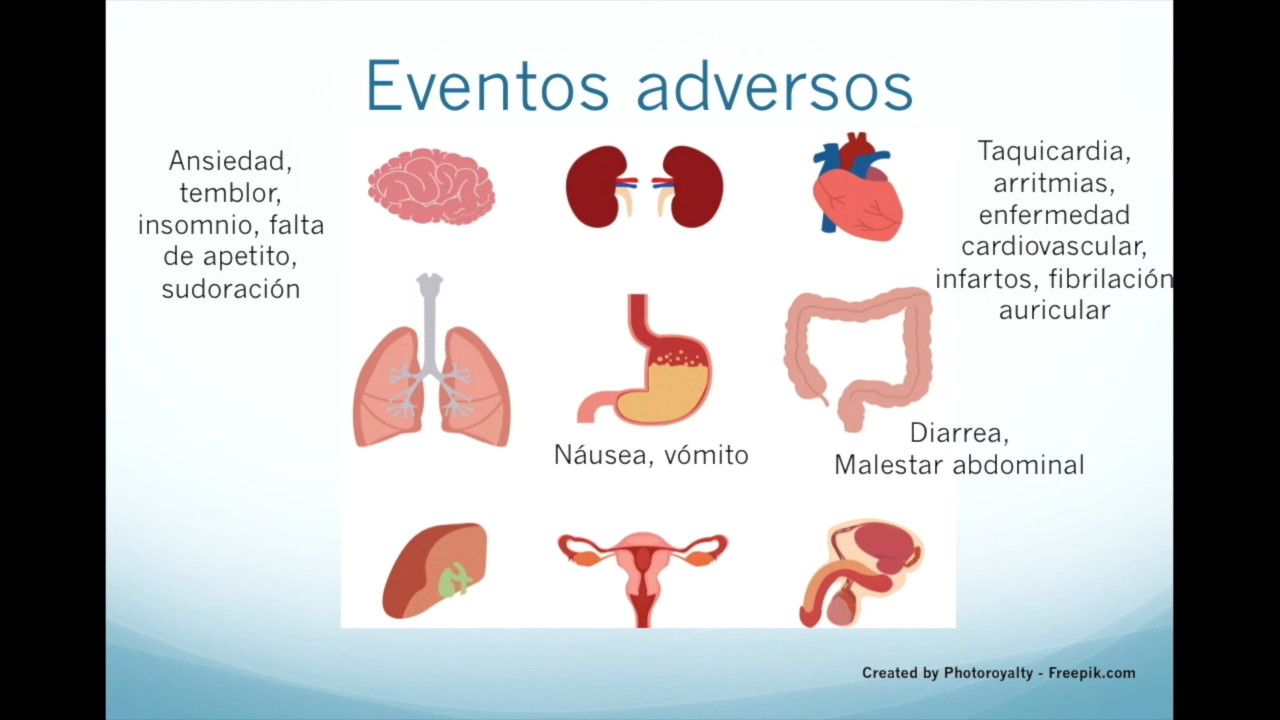 Eventos adversos
Ansiedad,
temblor,
insomnio, falta
de apetito,
sudoración
Taquicardia,
arritmias,
enfermedad
cardiovascular,
infartos, fibrilación
auricular
Náusea, vómito
Diarrea,
Malestar abdominal
Created by Photoroyalty - Freepik.com